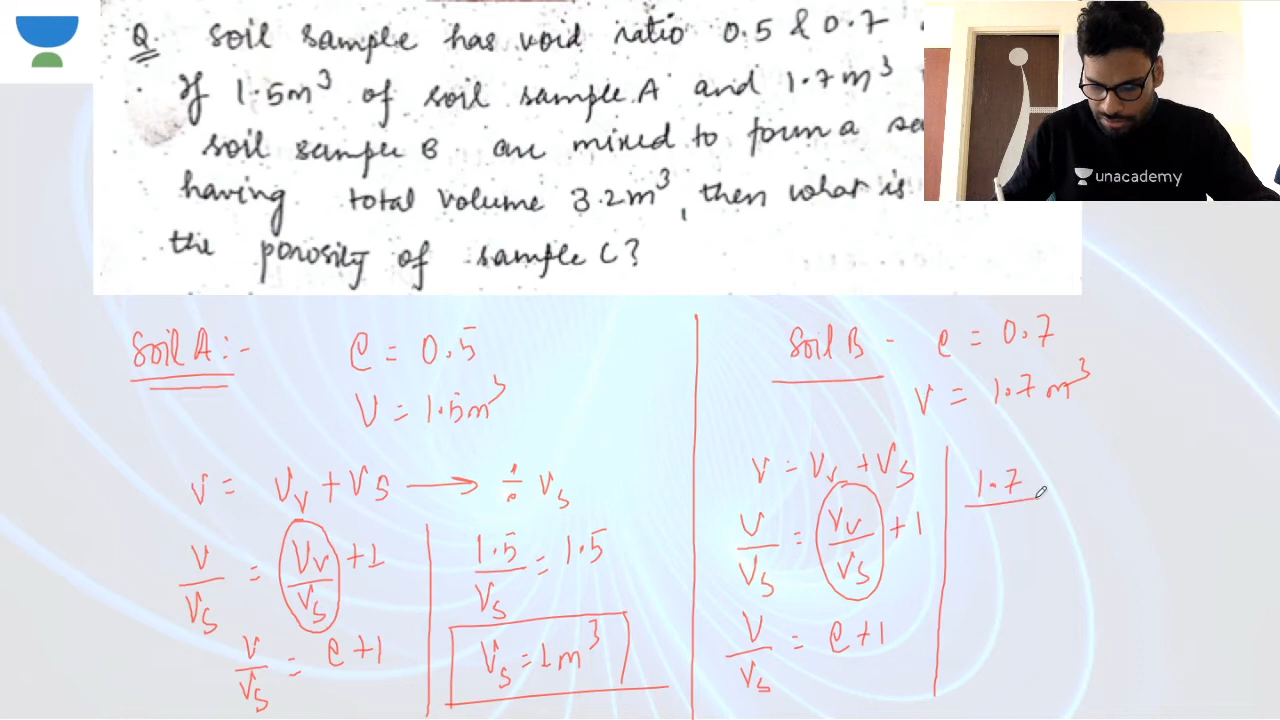 Q. Soil sample has void ratio 0.5 & 0.7
If 1.5m³ of soil sample A and 1.7m³
soil sample B are mixed to form a
having total volume 3.2m³, then what is
the porosity of sample C?
unacademy
Soil A :-
e = 0.5
V = 1.5m³
V = Vv + Vs → ÷ Vs
V/Vs = Vv/Vs + 1
V/Vs = e + 1
1.5/Vs = 1.5
Vs = 1m³
Soil B - e = 0.7
V = 1.7m³
V = Vv + Vs
V/Vs = Vv/Vs + 1
V/Vs = e + 1
1.7